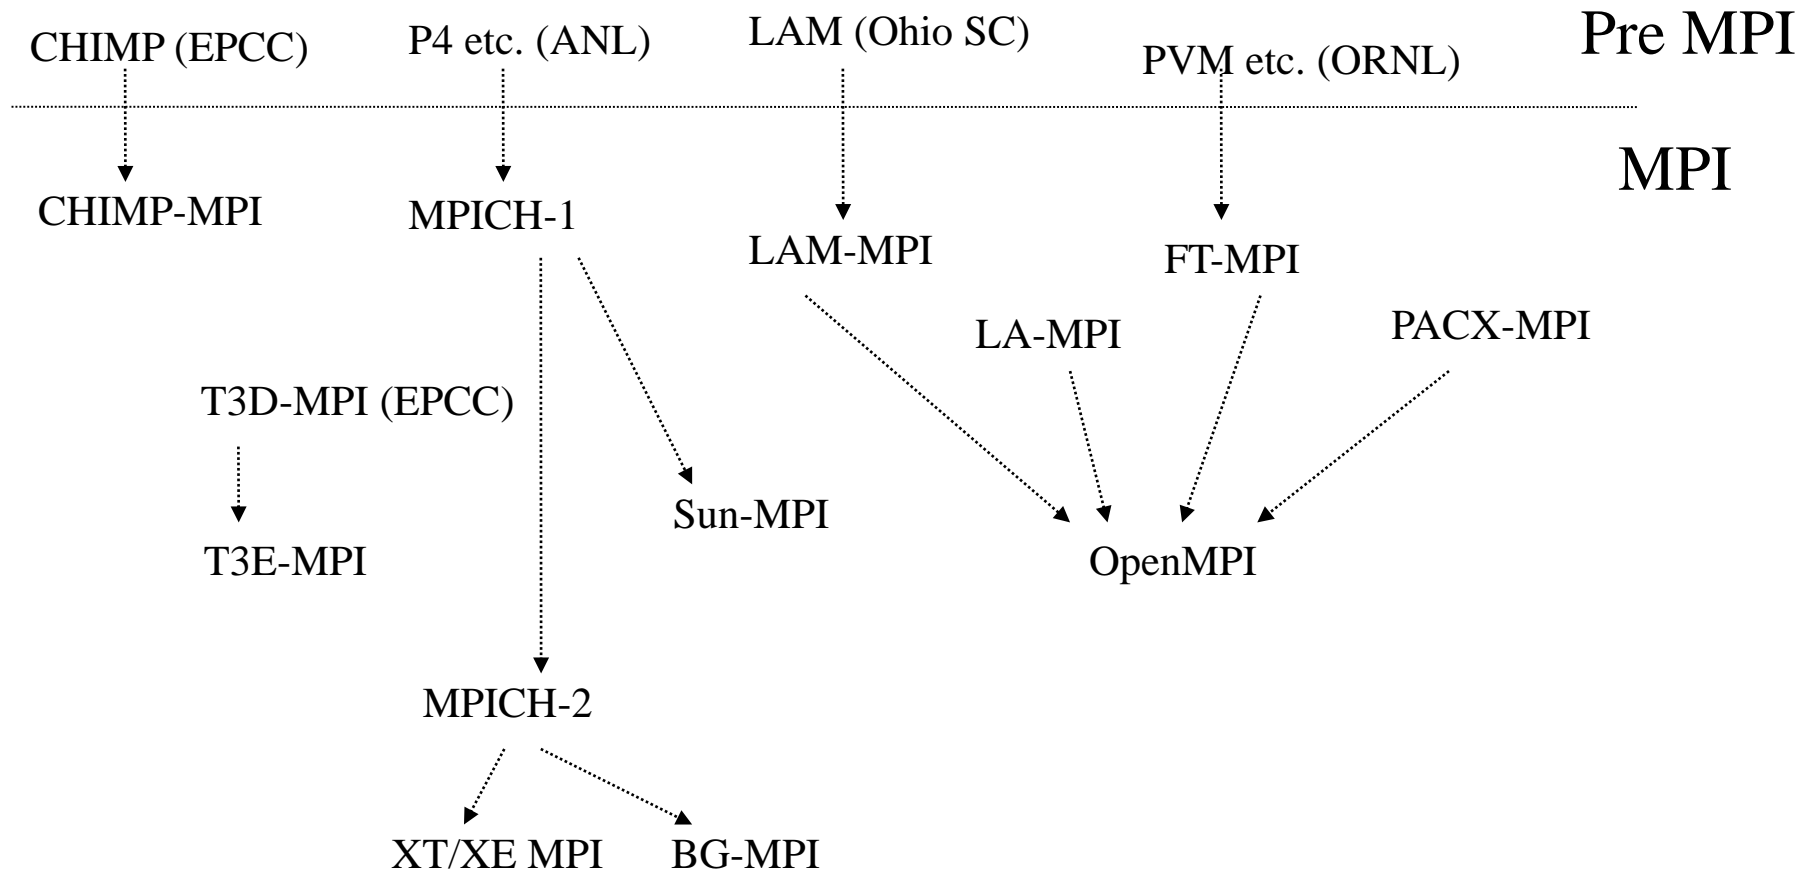 CHIMP (EPCC)
P4 etc. (ANL)
LAM (Ohio SC)
PVM etc. (ORNL)
Pre MPI
MPI
CHIMP-MPI
MPICH-1
LAM-MPI
FT-MPI
LA-MPI
PACX-MPI
T3D-MPI (EPCC)
Sun-MPI
T3E-MPI
OpenMPI
MPICH-2
XT/XE MPI
BG-MPI